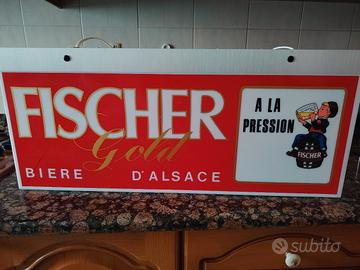 FISCHER
Gold
BIERE D'ALSACE
A LA
PRESSION
FISCHER
subito